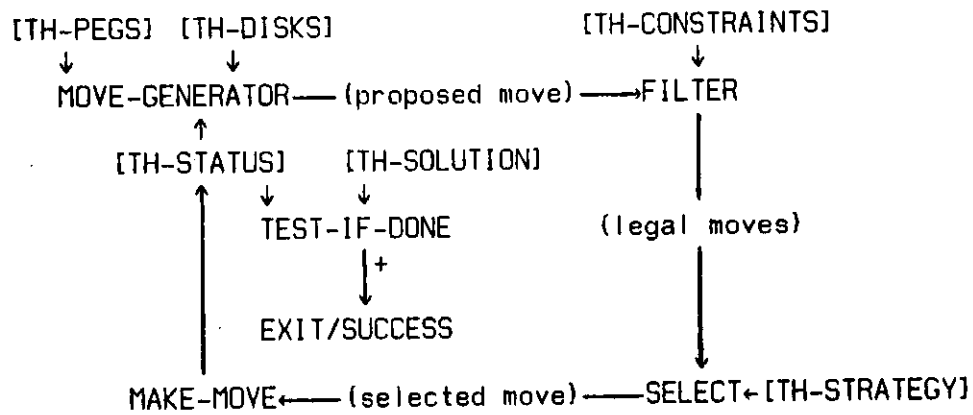 [TH-PEGS] [TH-DISKS] [TH-CONSTRAINTS]
MOVE-GENERATOR (proposed move) FILTER
[TH-STATUS] [TH-SOLUTION]
TEST-IF-DONE (legal moves)
+
EXIT/SUCCESS
MAKE-MOVE (selected move) SELECT [TH-STRATEGY]